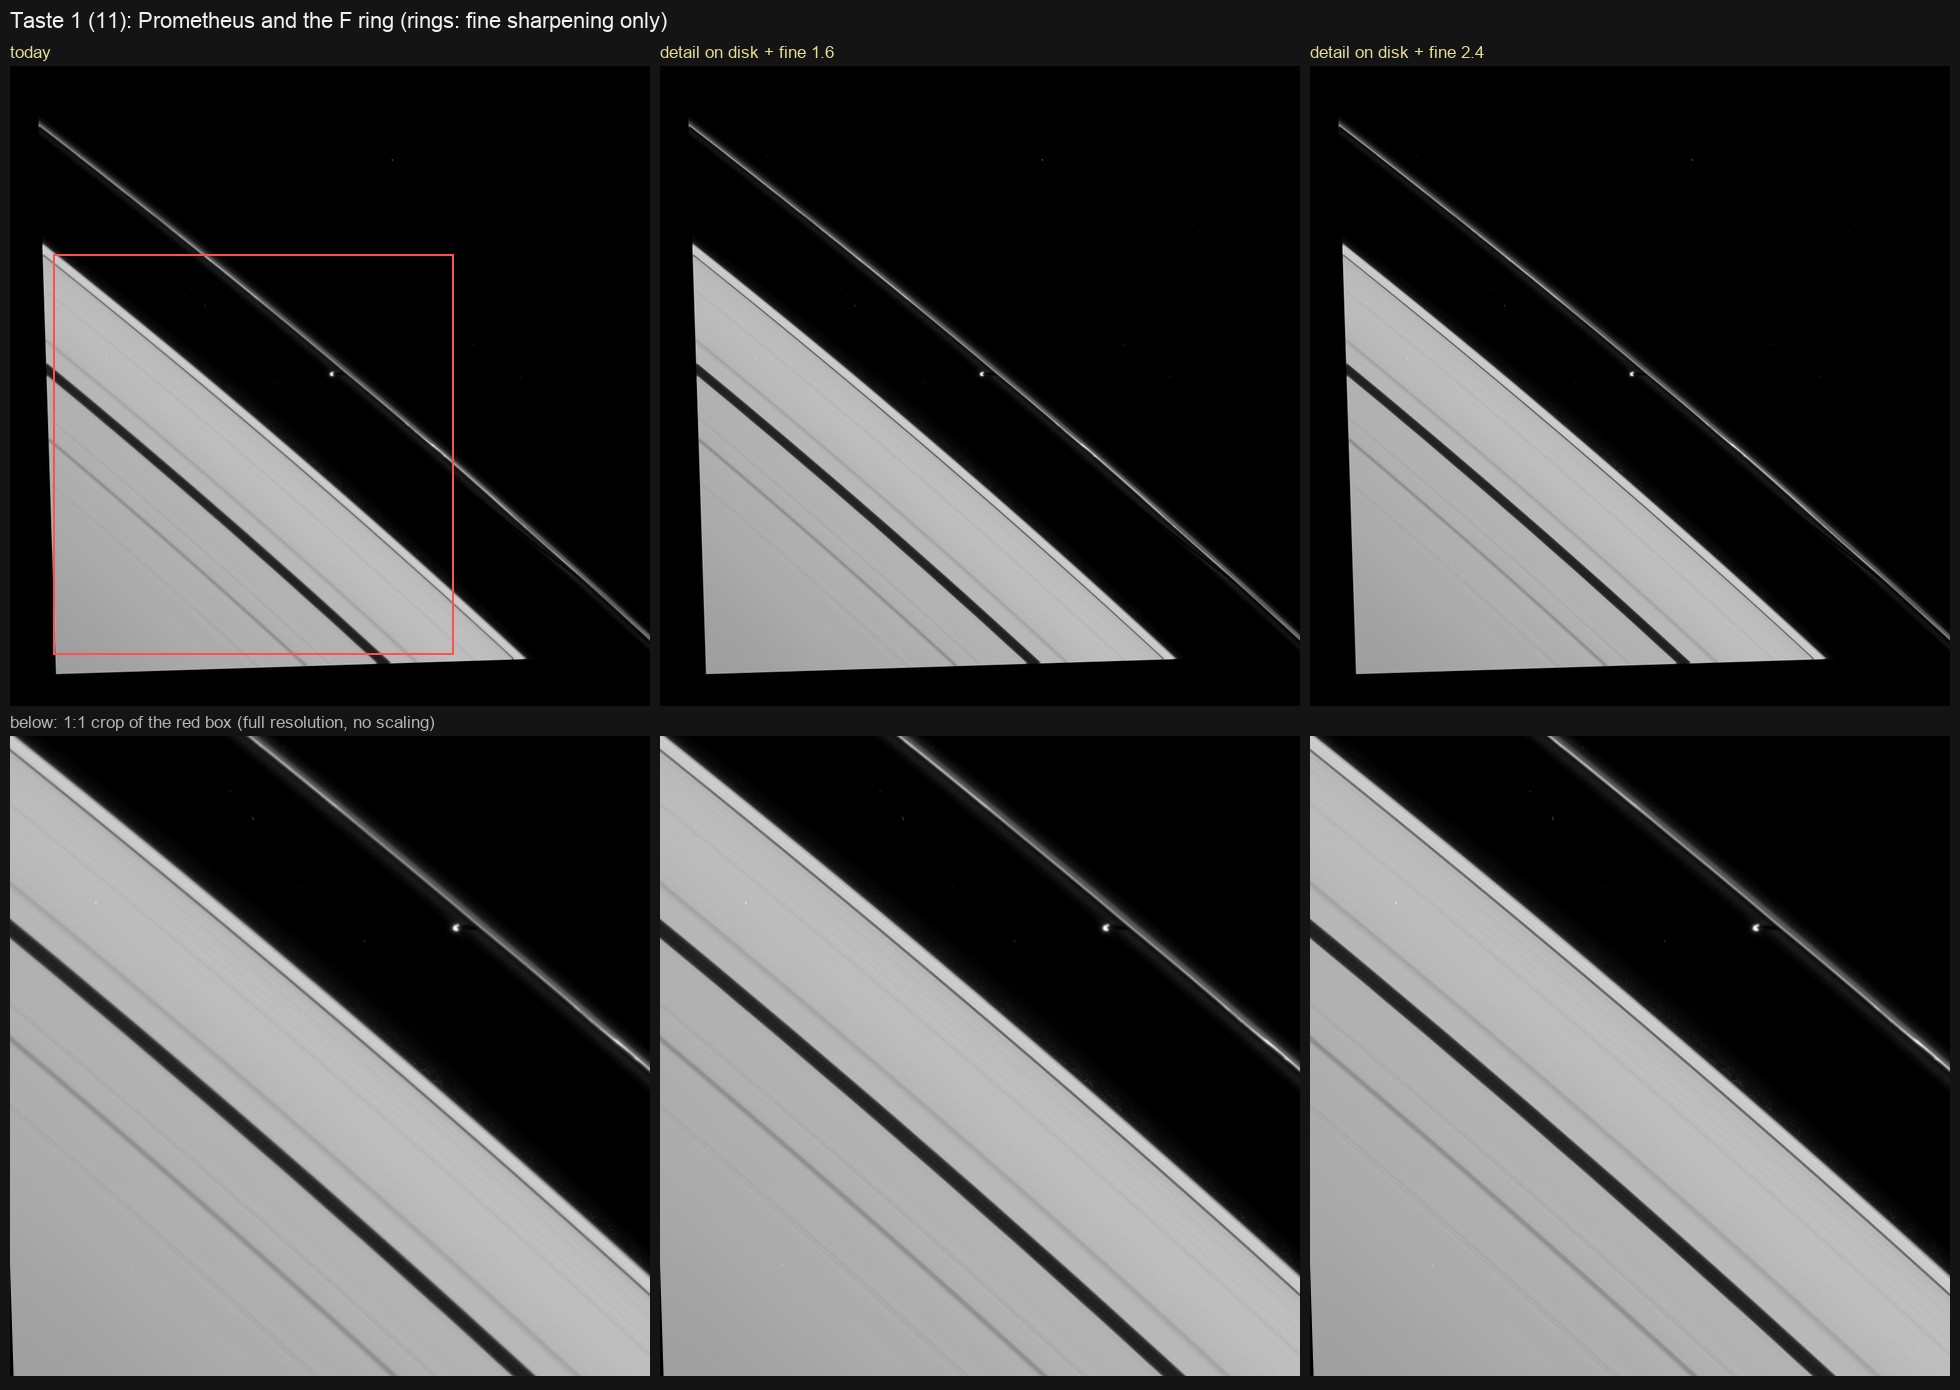 Taste 1 (11): Prometheus and the F ring (rings: fine sharpening only)
today
detail on disk + fine 1.6
detail on disk + fine 2.4
below: 1:1 crop of the red box (full resolution, no scaling)